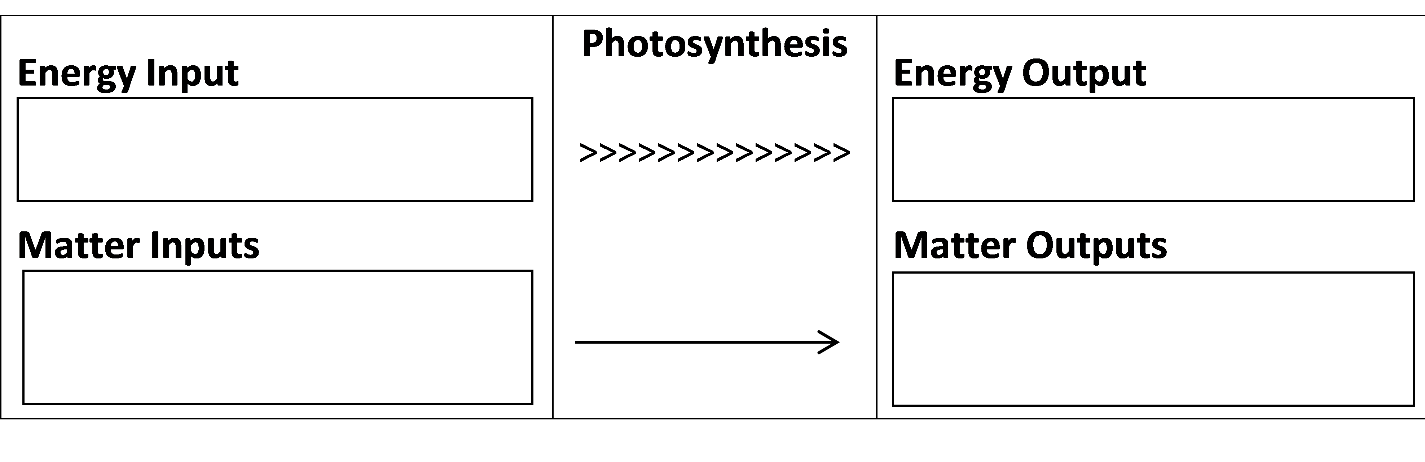 Photosynthesis
Energy Input
Energy Output
>>>>>>>>>>>>>>
Matter Inputs
Matter Outputs